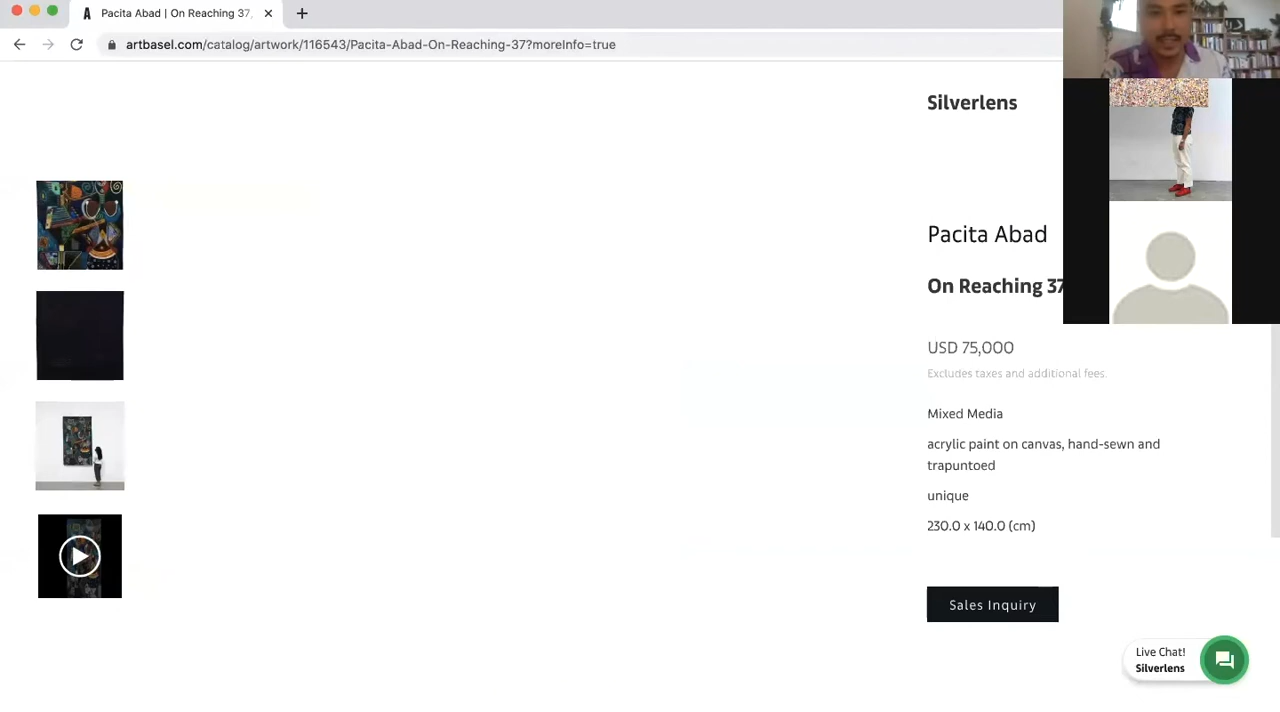 Pacita Abad | On Reaching 37,
artbasel.com/catalog/artwork/116543/Pacita-Abad-On-Reaching-37?moreInfo=true
Silverlens
Pacita Abad
On Reaching 37
USD 75,000
Excludes taxes and additional fees.
Mixed Media
acrylic paint on canvas, hand-sewn and
trapuntoed
unique
230.0 x 140.0 (cm)
Sales Inquiry
Live Chat!
Silverlens